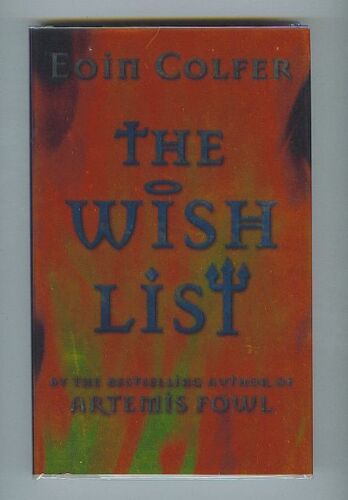 Eoin Colfer
THE
WISH
LIST
BY THE BESTSELLING AUTHOR OF
ARTEMIS FOWL